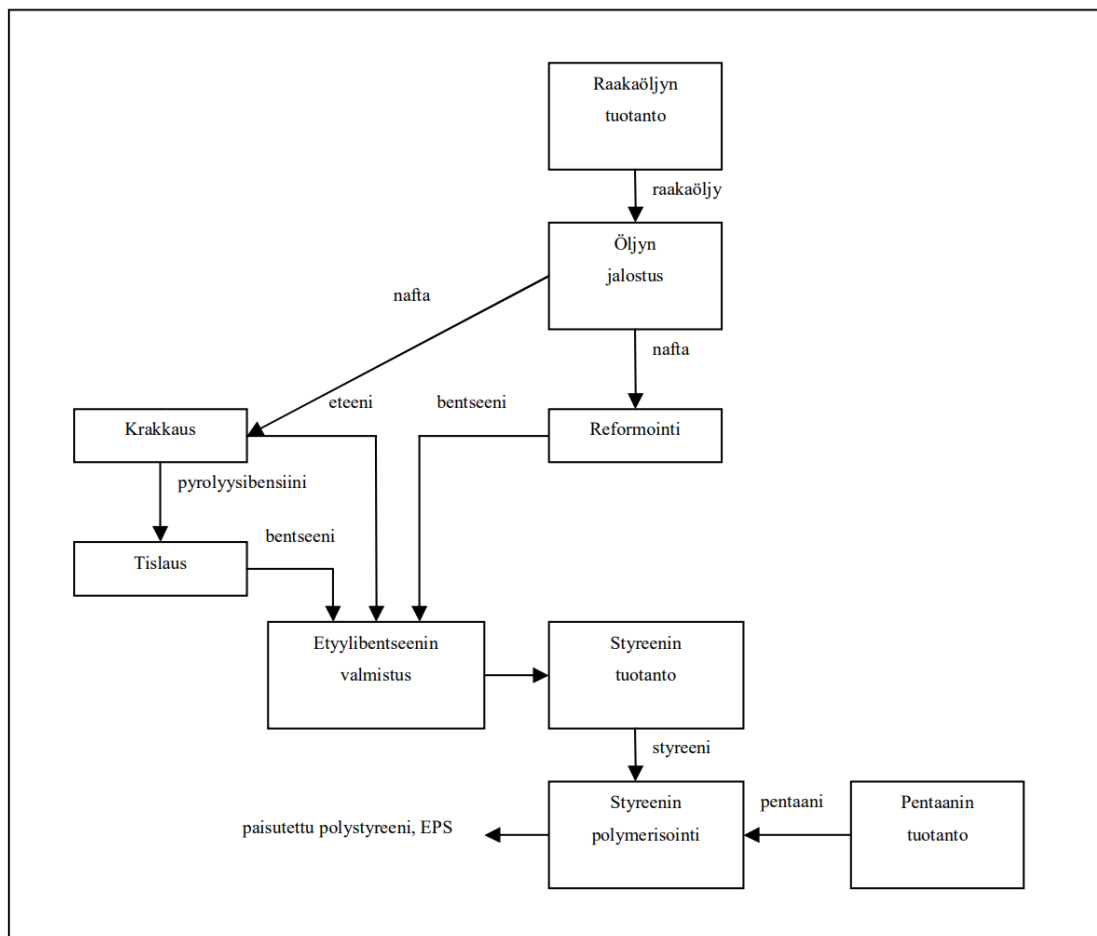 Raakaöljyn
tuotanto
raakaöljy
Öljyn
jalostus
nafta
nafta
eteeni
bentseeni
Krakkaus
Reformointi
pyrolyysibensiini
bentseeni
Tislaus
Etyylibentseenin
valmistus
Styreenin
tuotanto
styreeni
Styreenin
polymerisointi
pentaani
Pentaanin
tuotanto
paisutettu polystyreeni, EPS